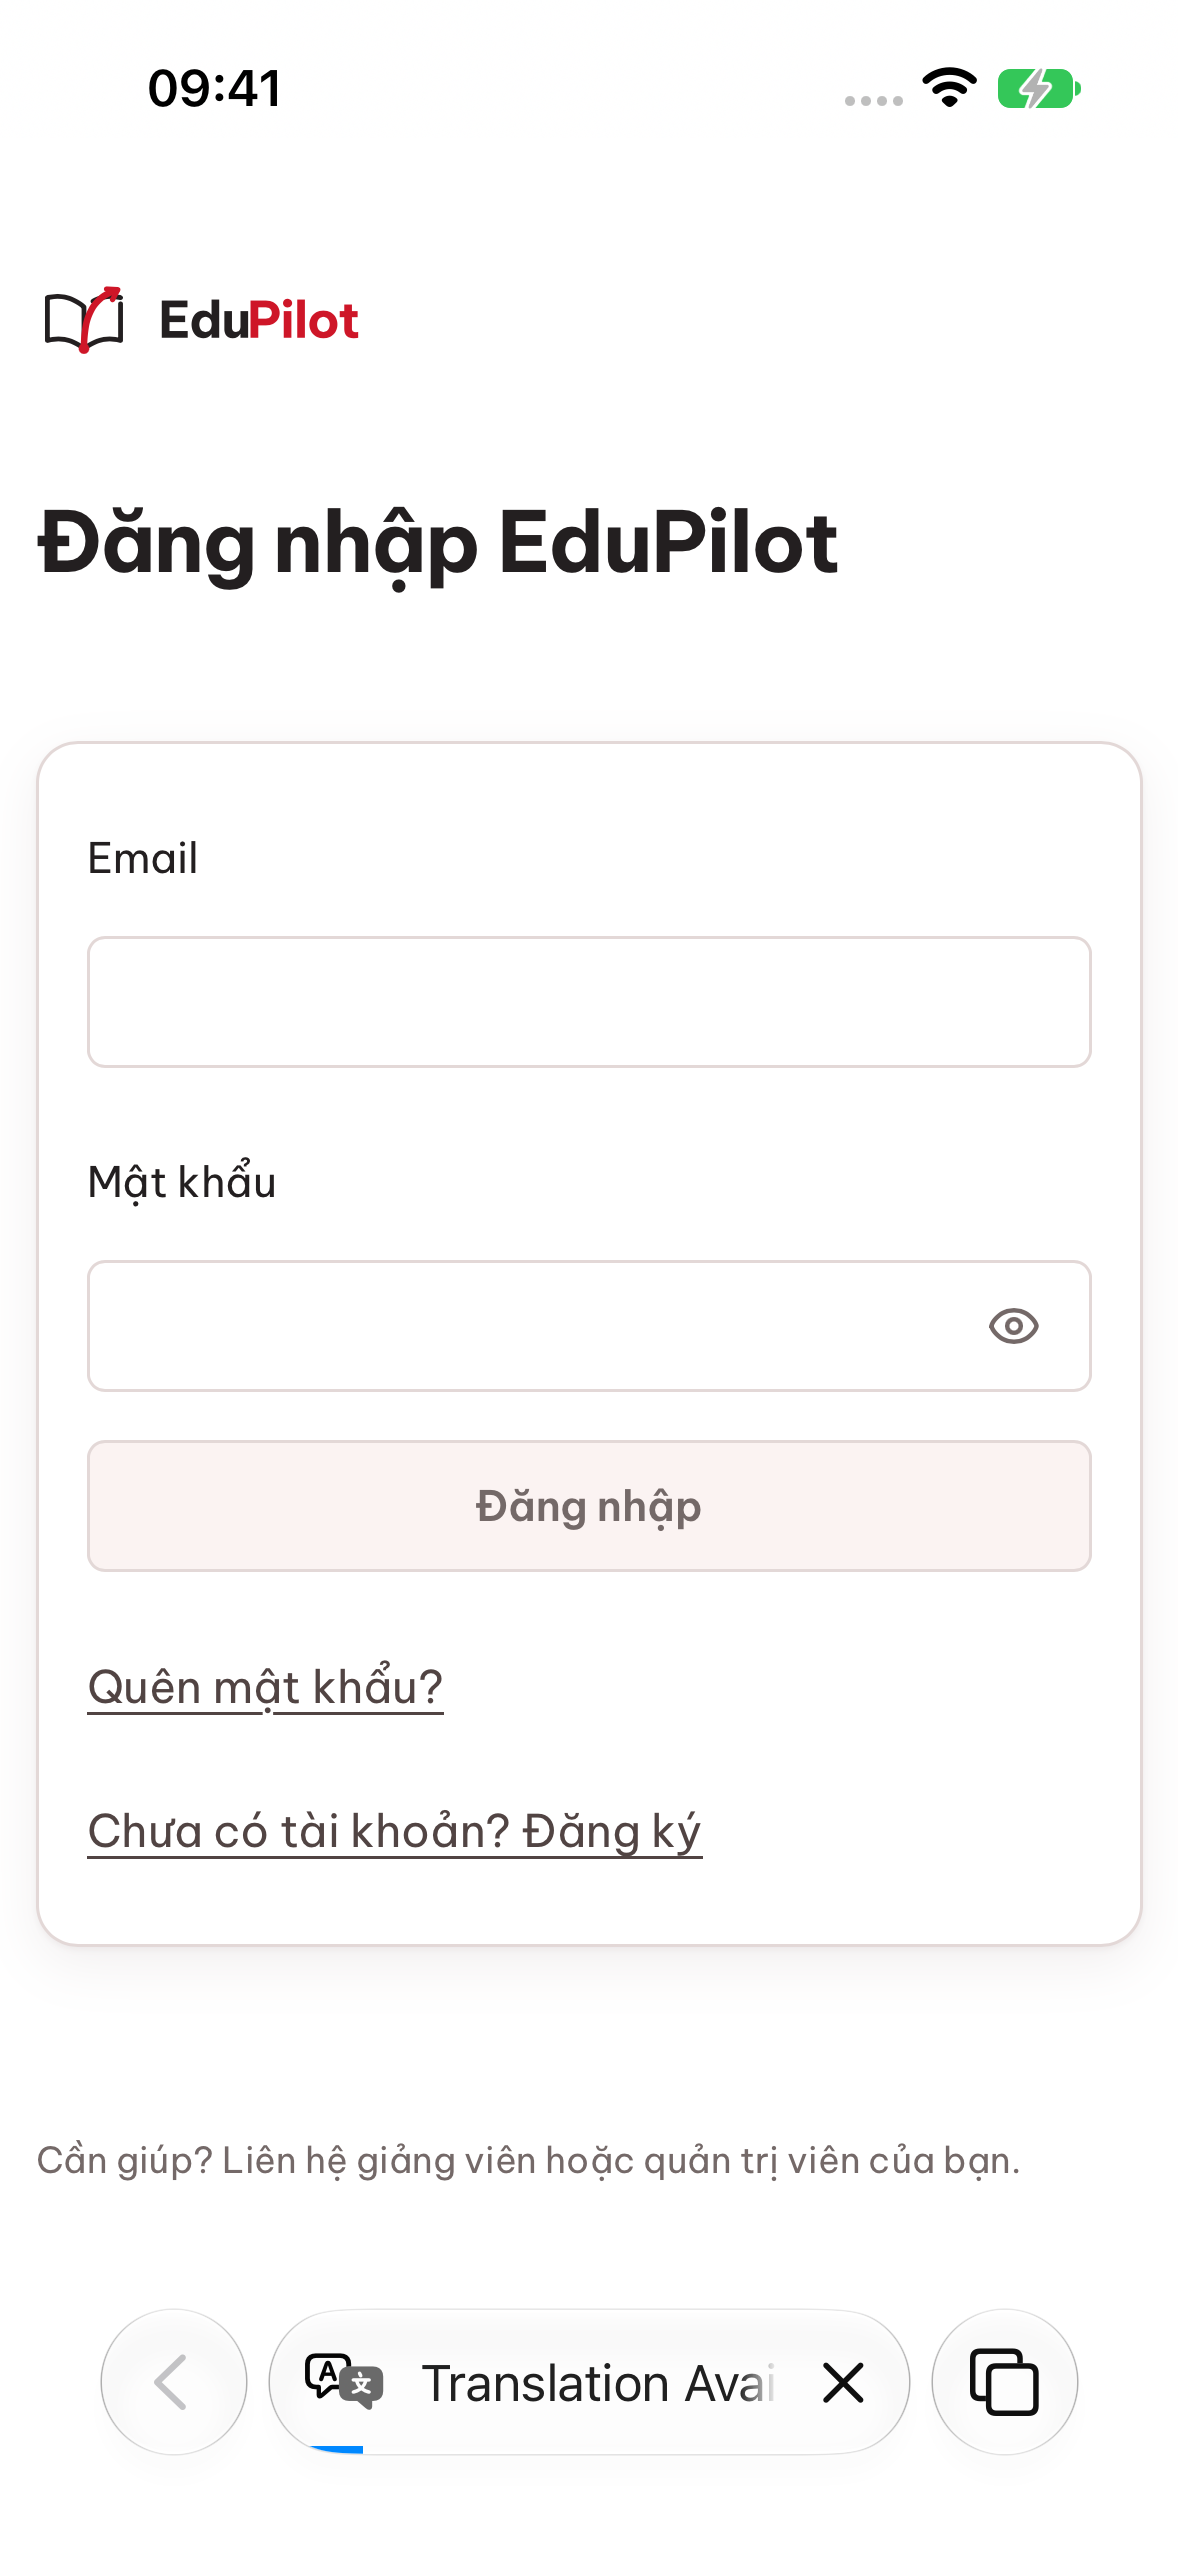 09:41
EduPilot
Đăng nhập EduPilot
Email
Mật khẩu
Đăng nhập
Quên mật khẩu?
Chưa có tài khoản? Đăng ký
Cần giúp? Liên hệ giảng viên hoặc quản trị viên của bạn.
A 文 Translation Avai